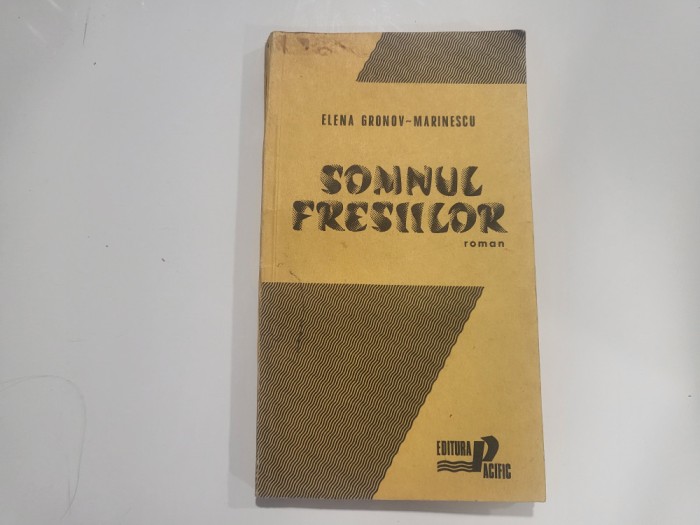 ELENA GRONOV-MARINESCU
SOMNUL
FRESIILOR
roman
EDITURA
PACIFIC